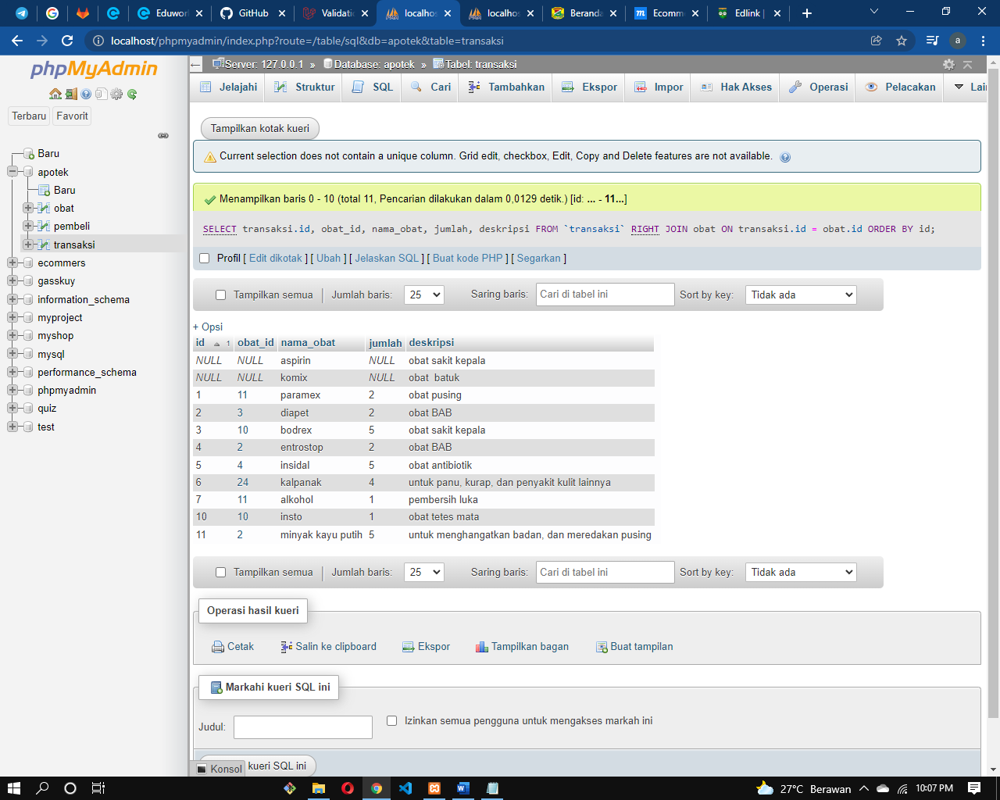 Eduwor
GitHub
Validatio
localhos
localhos
Beranda
Ecomm
Edlink |
localhost/phpmyadmin/index.php?route=/table/sql&db=apotek&table=transaksi
a
phpMyAdmin
Terbaru
Favorit
Baru
apotek
Baru
obat
pembeli
transaksi
ecommers
gasskuy
information_schema
myproject
myshop
mysql
performance_schema
phpmyadmin
quiz
test
Server: 127.0.0.1 » Database: apotek » Tabel: transaksi
Jelajahi Struktur SQL Cari Tambahkan Ekspor Impor Hak Akses Operasi Pelacakan Lai
Tampilkan kotak kueri
Current selection does not contain a unique column. Grid edit, checkbox, Edit, Copy and Delete features are not available.
Menampilkan baris 0 - 10 (total 11, Pencarian dilakukan dalam 0,0129 detik.) [id: ... - 11...]
SELECT transaksi.id, obat_id, nama_obat, jumlah, deskripsi FROM `transaksi` RIGHT JOIN obat ON transaksi.id = obat.id ORDER BY id;
Profil [ Edit dikotak ] [ Ubah ] [ Jelaskan SQL ] [ Buat kode PHP ] [ Segarkan ]
Tampilkan semua | Jumlah baris: 25 Saring baris: Cari di tabel ini Sort by key: Tidak ada
+ Opsi
id 1 obat_id nama_obat jumlah deskripsi
NULL NULL aspirin NULL obat sakit kepala
NULL NULL komix NULL obat batuk
1 11 paramex 2 obat pusing
2 3 diapet 2 obat BAB
3 10 bodrex 5 obat sakit kepala
4 2 entrostop 2 obat BAB
5 4 insidal 5 obat antibiotik
6 24 kalpanak 4 untuk panu, kurap, dan penyakit kulit lainnya
7 11 alkohol 1 pembersih luka
10 10 insto 1 obat tetes mata
11 2 minyak kayu putih 5 untuk menghangatkan badan, dan meredakan pusing
Tampilkan semua | Jumlah baris: 25 Saring baris: Cari di tabel ini Sort by key: Tidak ada
Operasi hasil kueri
Cetak Salin ke clipboard Ekspor Tampilkan bagan Buat tampilan
Markahi kueri SQL ini
Judul: Izinkan semua pengguna untuk mengakses markah ini
Konsol kueri SQL ini
27°C Berawan 10:07 PM